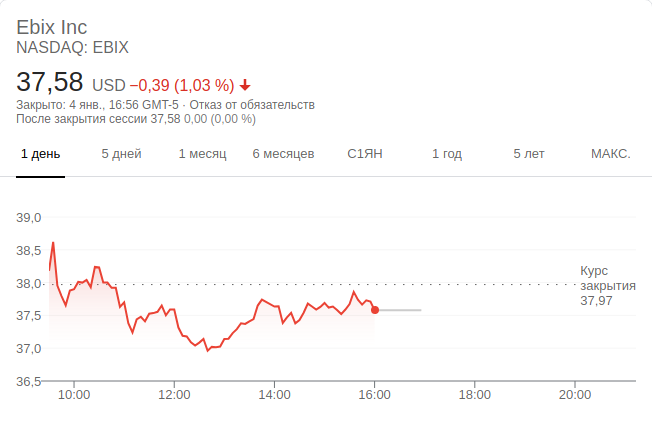 Ebix Inc
NASDAQ: EBIX
37,58 USD −0,39 (1,03 %)
Закрыто: 4 янв., 16:56 GMT-5 · Отказ от обязательств
После закрытия сессии 37,58 0,00 (0,00 %)
1 день 5 дней 1 месяц 6 месяцев С1ЯН 1 год 5 лет МАКС.
39,0
38,5
38,0
37,5
37,0
36,5
Курс
закрытия
37,97
10:00 12:00 14:00 16:00 18:00 20:00